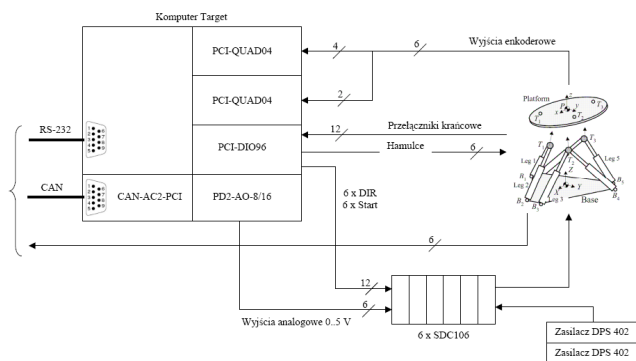 Komputer Target
PCI-QUAD04
4
6
Wyjścia enkoderowe
PCI-QUAD04
2
Platform
RS-232
PCI-DIO96
12
Przełączniki krańcowe
Hamulce
6
CAN
CAN-AC2-PCI
PD2-AO-8/16
6 x DIR
6 x Start
Leg 1
Leg 2
Leg 3
Leg 5
Base
6
12
6
Wyjścia analogowe 0..5 V
6 x SDC106
Zasilacz DPS 402
Zasilacz DPS 402